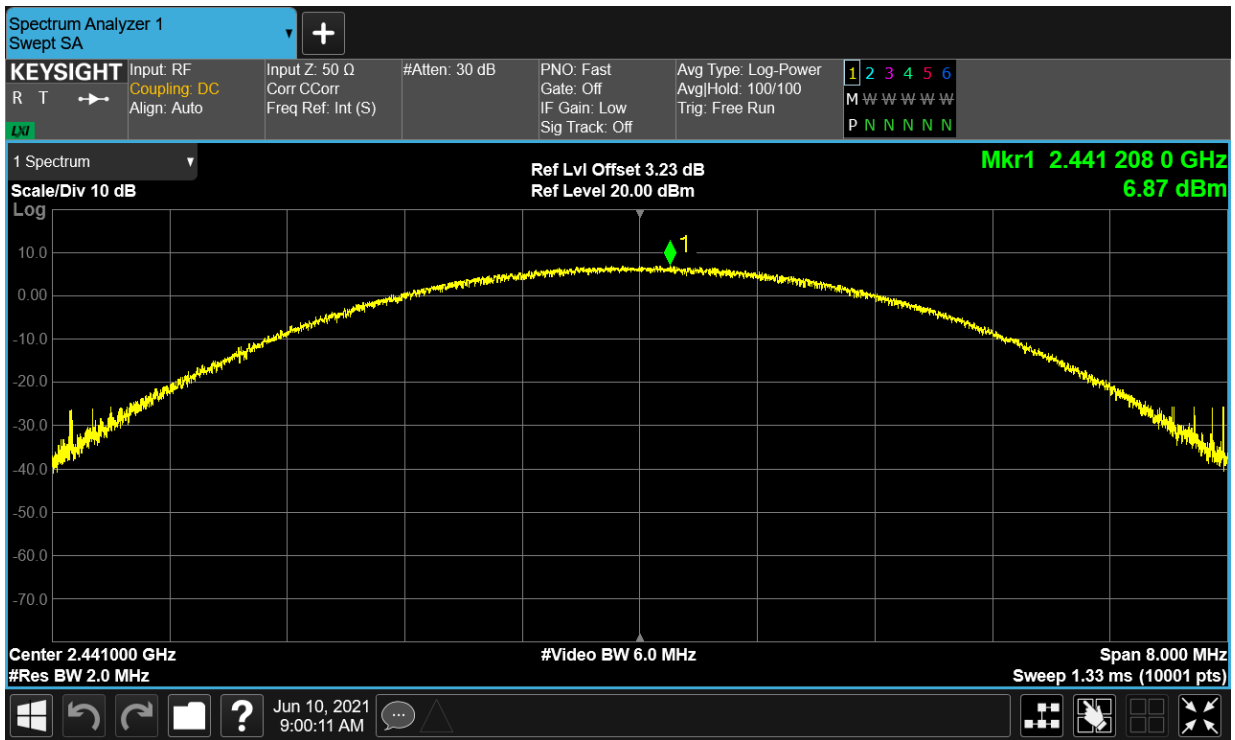 Spectrum Analyzer 1
Swept SA
KEYSIGHT
R T
LXI
Input: RF
Coupling: DC
Align: Auto
Input Z: 50 Ω
Corr CCorr
Freq Ref: Int (S)
#Atten: 30 dB
PNO: Fast
Gate: Off
IF Gain: Low
Sig Track: Off
Avg Type: Log-Power
Avg|Hold: 100/100
Trig: Free Run
1 2 3 4 5 6
M W W W W W
P N N N N N
1 Spectrum
Scale/Div 10 dB
Log
Ref Lvl Offset 3.23 dB
Ref Level 20.00 dBm
Mkr1 2.441 208 0 GHz
6.87 dBm
1
10.0
0.00
-10.0
-20.0
-30.0
-40.0
-50.0
-60.0
-70.0
Center 2.441000 GHz
#Res BW 2.0 MHz
#Video BW 6.0 MHz
Span 8.000 MHz
Sweep 1.33 ms (10001 pts)
?
Jun 10, 2021
9:00:11 AM